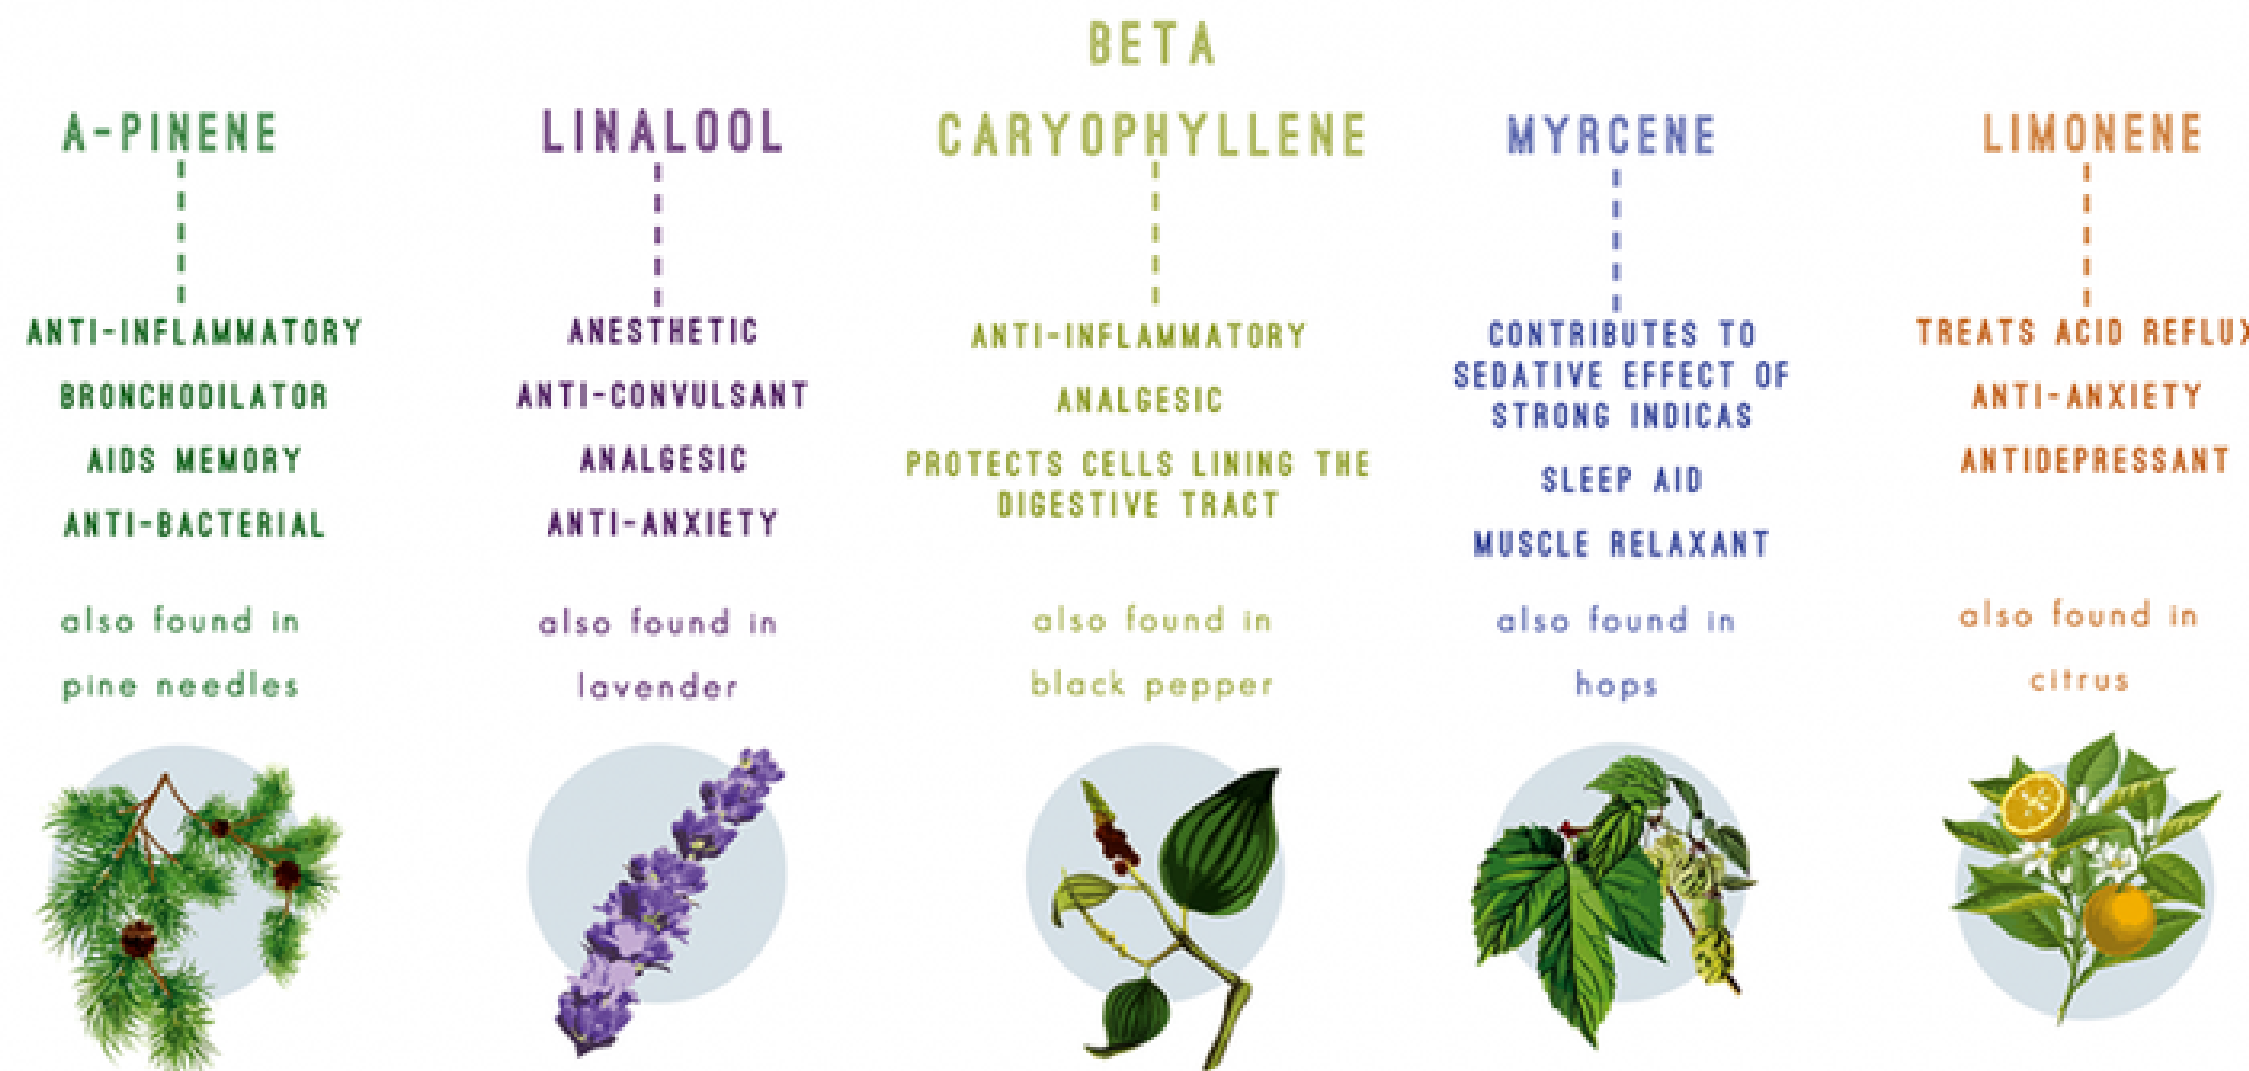 A-PINENE
ANTI-INFLAMMATORY
BRONCHODILATOR
AIDS MEMORY
ANTI-BACTERIAL
also found in
pine needles
LINALOOL
ANESTHETIC
ANTI-CONVULSANT
ANALGESIC
ANTI-ANXIETY
also found in
lavender
BETA
CARYOPHYLLENE
ANTI-INFLAMMATORY
ANALGESIC
PROTECTS CELLS LINING THE
DIGESTIVE TRACT
also found in
black pepper
MYRCENE
CONTRIBUTES TO
SEDATIVE EFFECT OF
STRONG INDICAS
SLEEP AID
MUSCLE RELAXANT
also found in
hops
LIMONENE
TREATS ACID REFLUX
ANTI-ANXIETY
ANTIDEPRESSANT
also found in
citrus